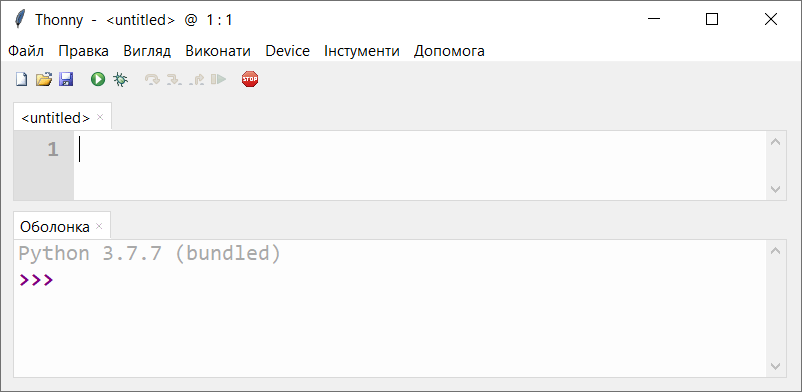 Thonny - <untitled> @ 1 : 1
Файл Правка Вигляд Виконати Device Інстументи Допомога
STOP
<untitled> ×
1
Оболонка ×
Python 3.7.7 (bundled)
>>>